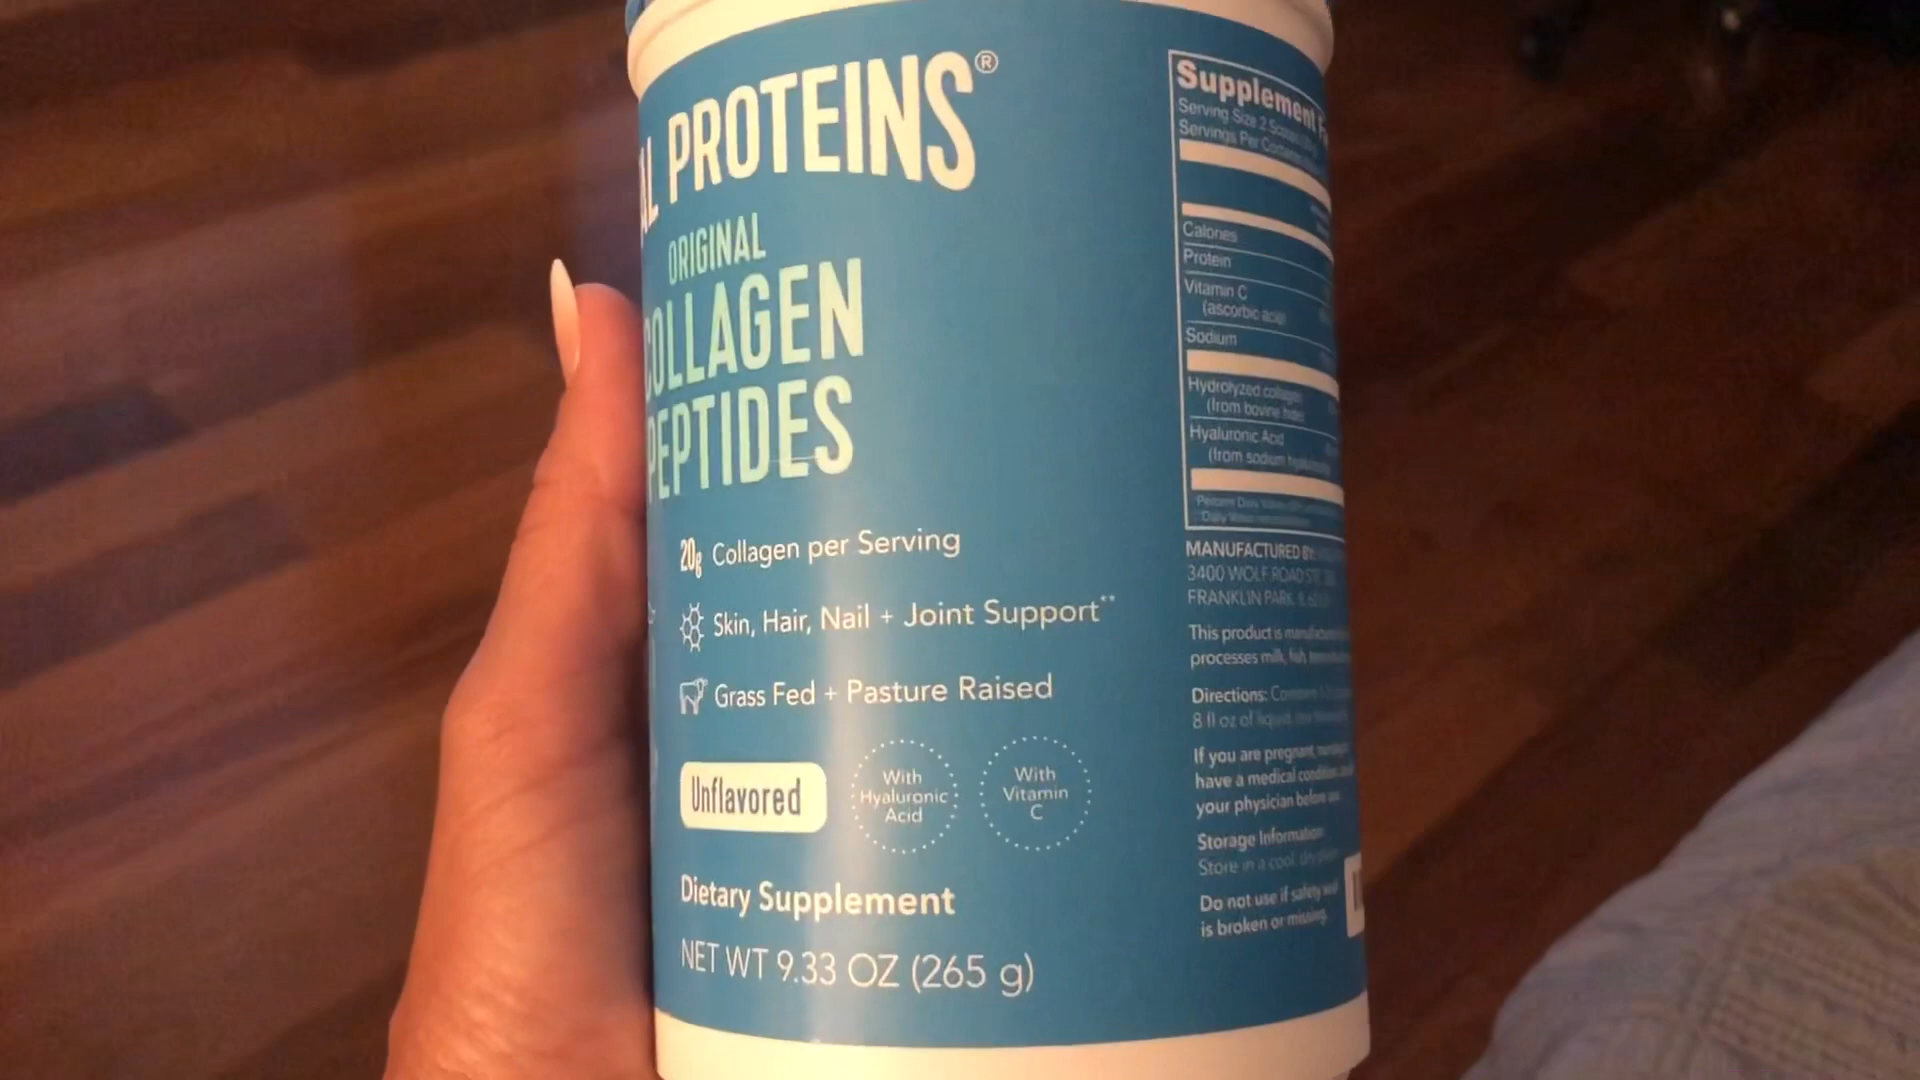 AL PROTEINS®
ORIGINAL
COLLAGEN
PEPTIDES
20g Collagen per Serving
Skin, Hair, Nail + Joint Support**
Grass Fed + Pasture Raised
Unflavored
With
Hyaluronic
Acid
With
Vitamin
C
Dietary Supplement
NET WT 9.33 OZ (265 g)
Supplement
Serving Size 2
Servings Per
Calories
Protein
Vitamin C
(ascorbic acid)
Sodium
Hydrolyzed collagen
(from bovine hide)
Hyaluronic Acid
(from sodium
MANUFACTURED BY:
3400 WOLF ROAD
FRANKLIN PARK,
This product is
processes milk, fish,
Directions:
8 fl oz of liquid,
If you are pregnant,
have a medical
your physician before
Storage Information:
Store in a cool, dry
Do not use if safety seal
is broken or missing.